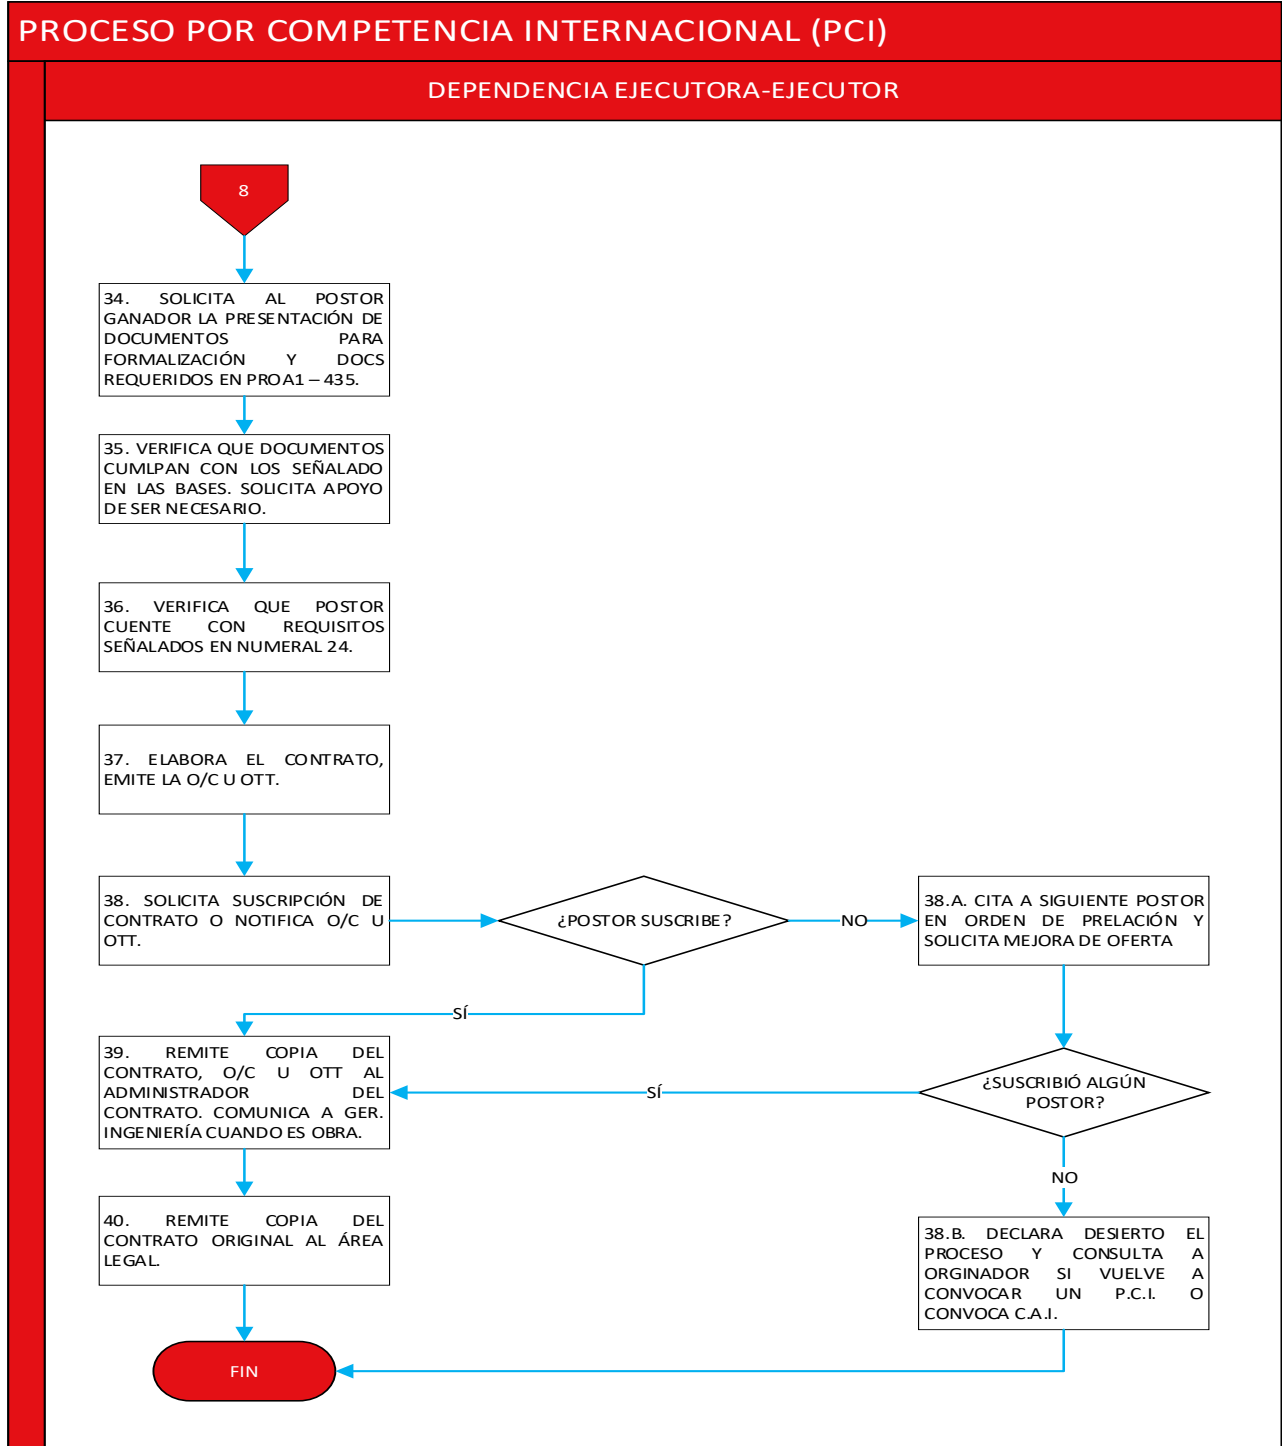 PROCESO POR COMPETENCIA INTERNACIONAL (PCI)
DEPENDENCIA EJECUTORA-EJECUTOR
8
34. SOLICITA AL POSTOR
GANADOR LA PRESENTACIÓN DE
DOCUMENTOS PARA
FORMALIZACIÓN Y DOCS
REQUERIDOS EN PROA1 – 435.
35. VERIFICA QUE DOCUMENTOS
CUMLPAN CON LOS SEÑALADO
EN LAS BASES. SOLICITA APOYO
DE SER NECESARIO.
36. VERIFICA QUE POSTOR
CUENTE CON REQUISITOS
SEÑALADOS EN NUMERAL 24.
37. ELABORA EL CONTRATO,
EMITE LA O/C U OTT.
38. SOLICITA SUSCRIPCIÓN DE
CONTRATO O NOTIFICA O/C U
OTT.
¿POSTOR SUSCRIBE?
NO
38.A. CITA A SIGUIENTE POSTOR
EN ORDEN DE PRELACIÓN Y
SOLICITA MEJORA DE OFERTA
SÍ
39. REMITE COPIA DEL
CONTRATO, O/C U OTT AL
ADMINISTRADOR DEL
CONTRATO. COMUNICA A GER.
INGENIERÍA CUANDO ES OBRA.
SÍ
¿SUSCRIBIÓ ALGÚN
POSTOR?
NO
40. REMITE COPIA DEL
CONTRATO ORIGINAL AL ÁREA
LEGAL.
38.B. DECLARA DESIERTO EL
PROCESO Y CONSULTA A
ORGINADOR SI VUELVE A
CONVOCAR UN P.C.I. O
CONVOCA C.A.I.
FIN